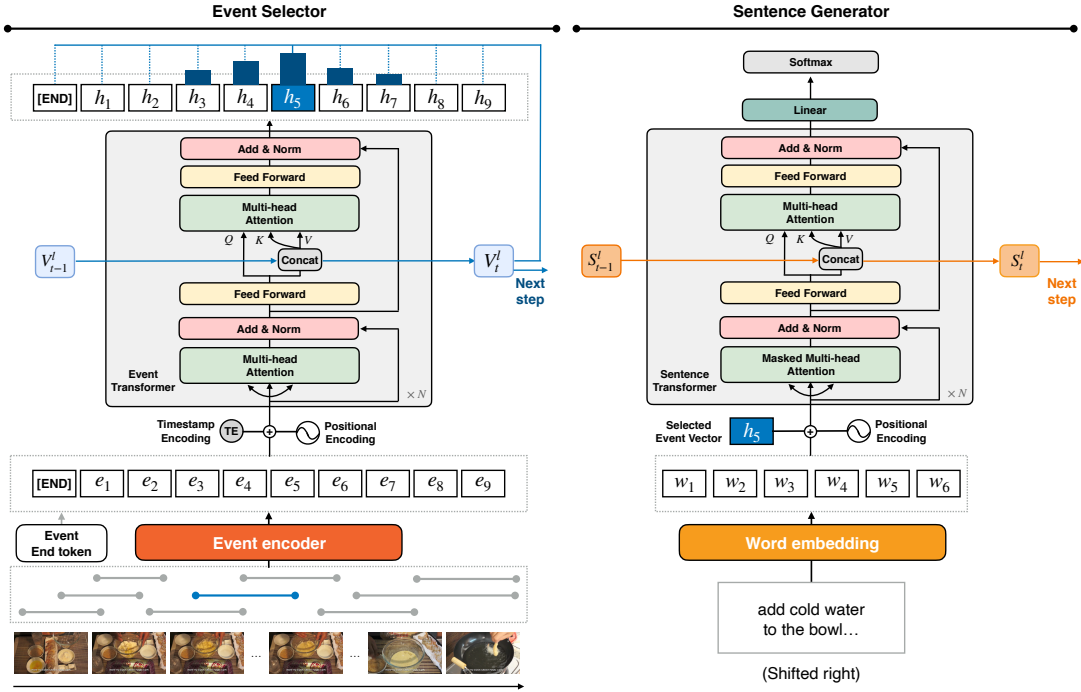 Event Selector
[END] h1 h2 h3 h4 h5 h6 h7 h8 h9
Add & Norm
Feed Forward
Multi-head
Attention
Q K V
V^l_{t-1}
Concat
V^l_t
Next
step
Feed Forward
Add & Norm
Multi-head
Attention
Event
Transformer
× N
Timestamp
Encoding
TE
+
Positional
Encoding
[END] e1 e2 e3 e4 e5 e6 e7 e8 e9
Event
End token
Event encoder
... ...
Sentence Generator
Softmax
Linear
Add & Norm
Feed Forward
Multi-head
Attention
Q K V
S^l_{t-1}
Concat
S^l_t
Next
step
Feed Forward
Add & Norm
Masked Multi-head
Attention
Sentence
Transformer
× N
Selected
Event Vector
h5
+
Positional
Encoding
w1 w2 w3 w4 w5 w6
Word embedding
add cold water
to the bowl...
(Shifted right)